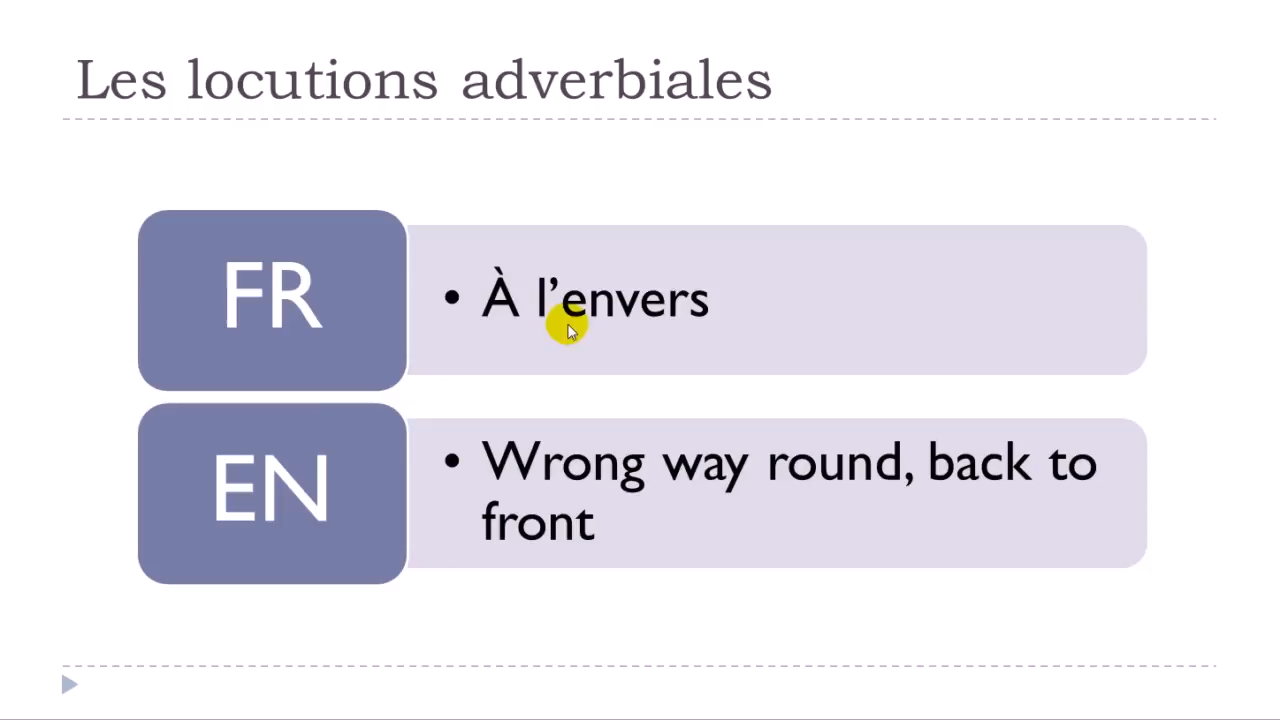 Les locutions adverbiales
FR
• À l’envers
EN
• Wrong way round, back to
front